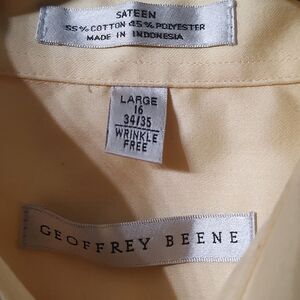 SATEEN
55% COTTON 45% POLYESTER
MADE IN INDONESIA
LARGE
16
34/35
WRINKLE
FREE
GEOFFREY BEENE